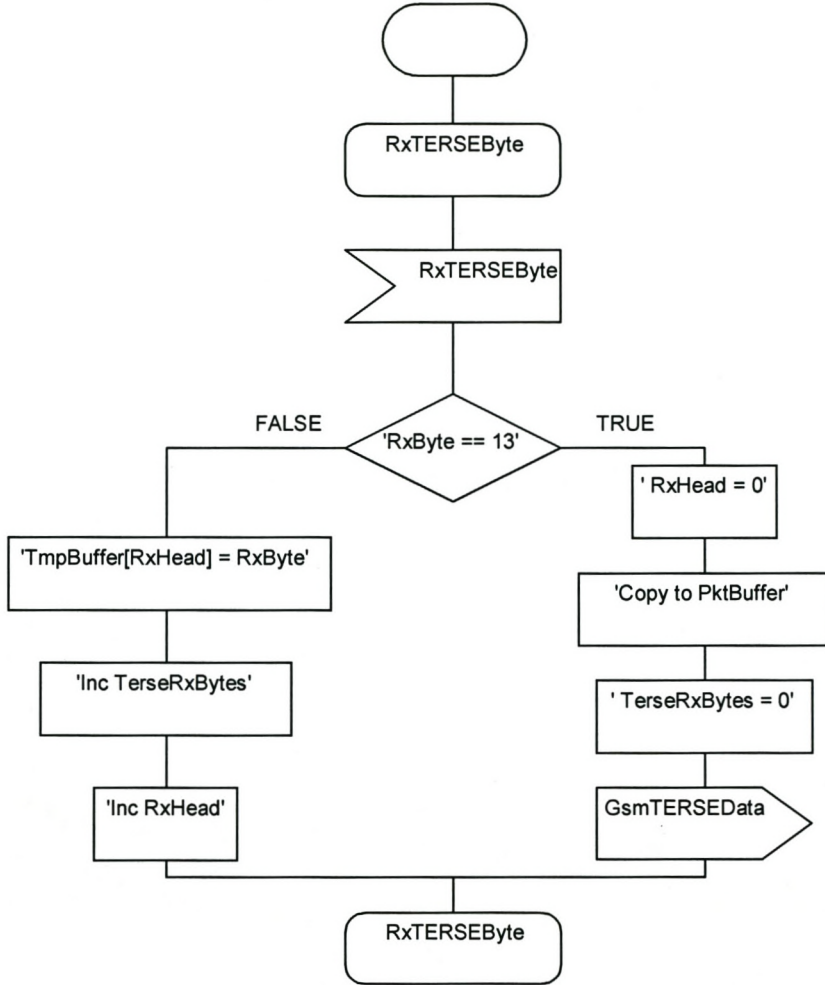 RxTERSEByte
RxTERSEByte
FALSE
'RxByte == 13'
TRUE
'TmpBuffer[RxHead] = RxByte'
'Inc TerseRxBytes'
'Inc RxHead'
' RxHead = 0'
'Copy to PktBuffer'
' TerseRxBytes = 0'
GsmTERSEData
RxTERSEByte